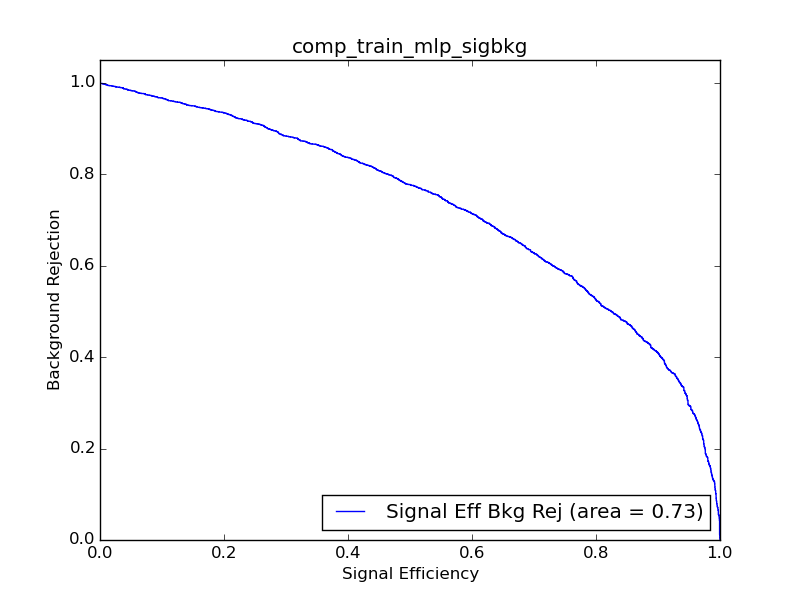 comp_train_mlp_sigbkg
1.0
0.8
0.6
0.4
0.2
0.0
Background Rejection
Signal Eff Bkg Rej (area = 0.73)
0.0 0.2 0.4 0.6 0.8 1.0
Signal Efficiency